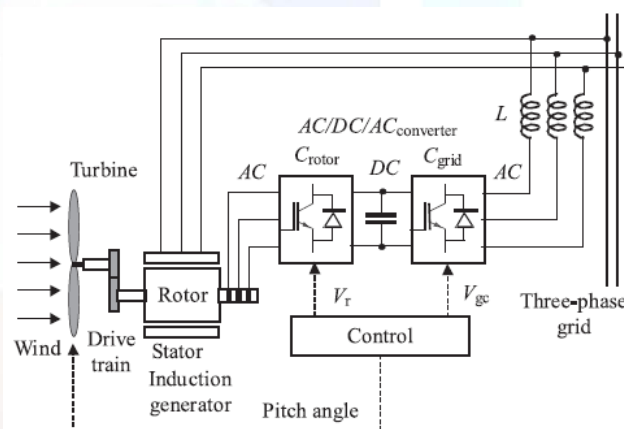 L
AC/DC/ACconverter
Crotor
Cgrid
AC
DC
AC
Turbine
Rotor
Vr
Vgc
Three-phase
grid
Control
Wind
Drive
train
Stator
Induction
generator
Pitch angle